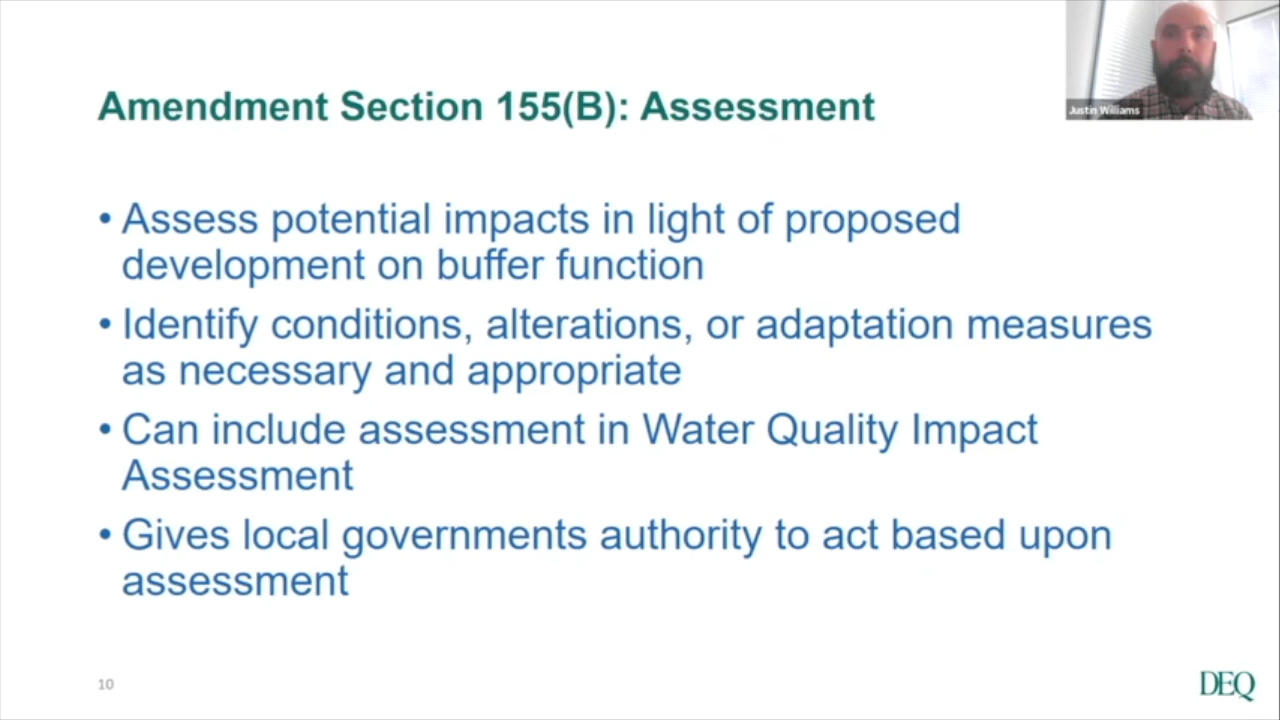 Amendment Section 155(B): Assessment
Justin Williams
• Assess potential impacts in light of proposed
development on buffer function
• Identify conditions, alterations, or adaptation measures
as necessary and appropriate
• Can include assessment in Water Quality Impact
Assessment
• Gives local governments authority to act based upon
assessment
10
DEQ